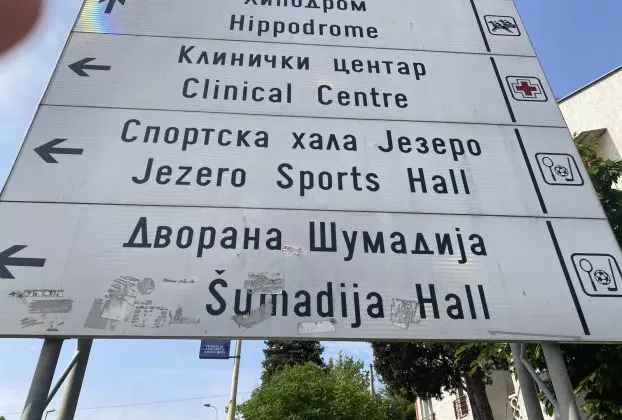 Хиподром
Hippodrome
Клинички центар
Clinical Centre
Спортска хала Језеро
Jezero Sports Hall
Дворана Шумадија
Šumadija Hall